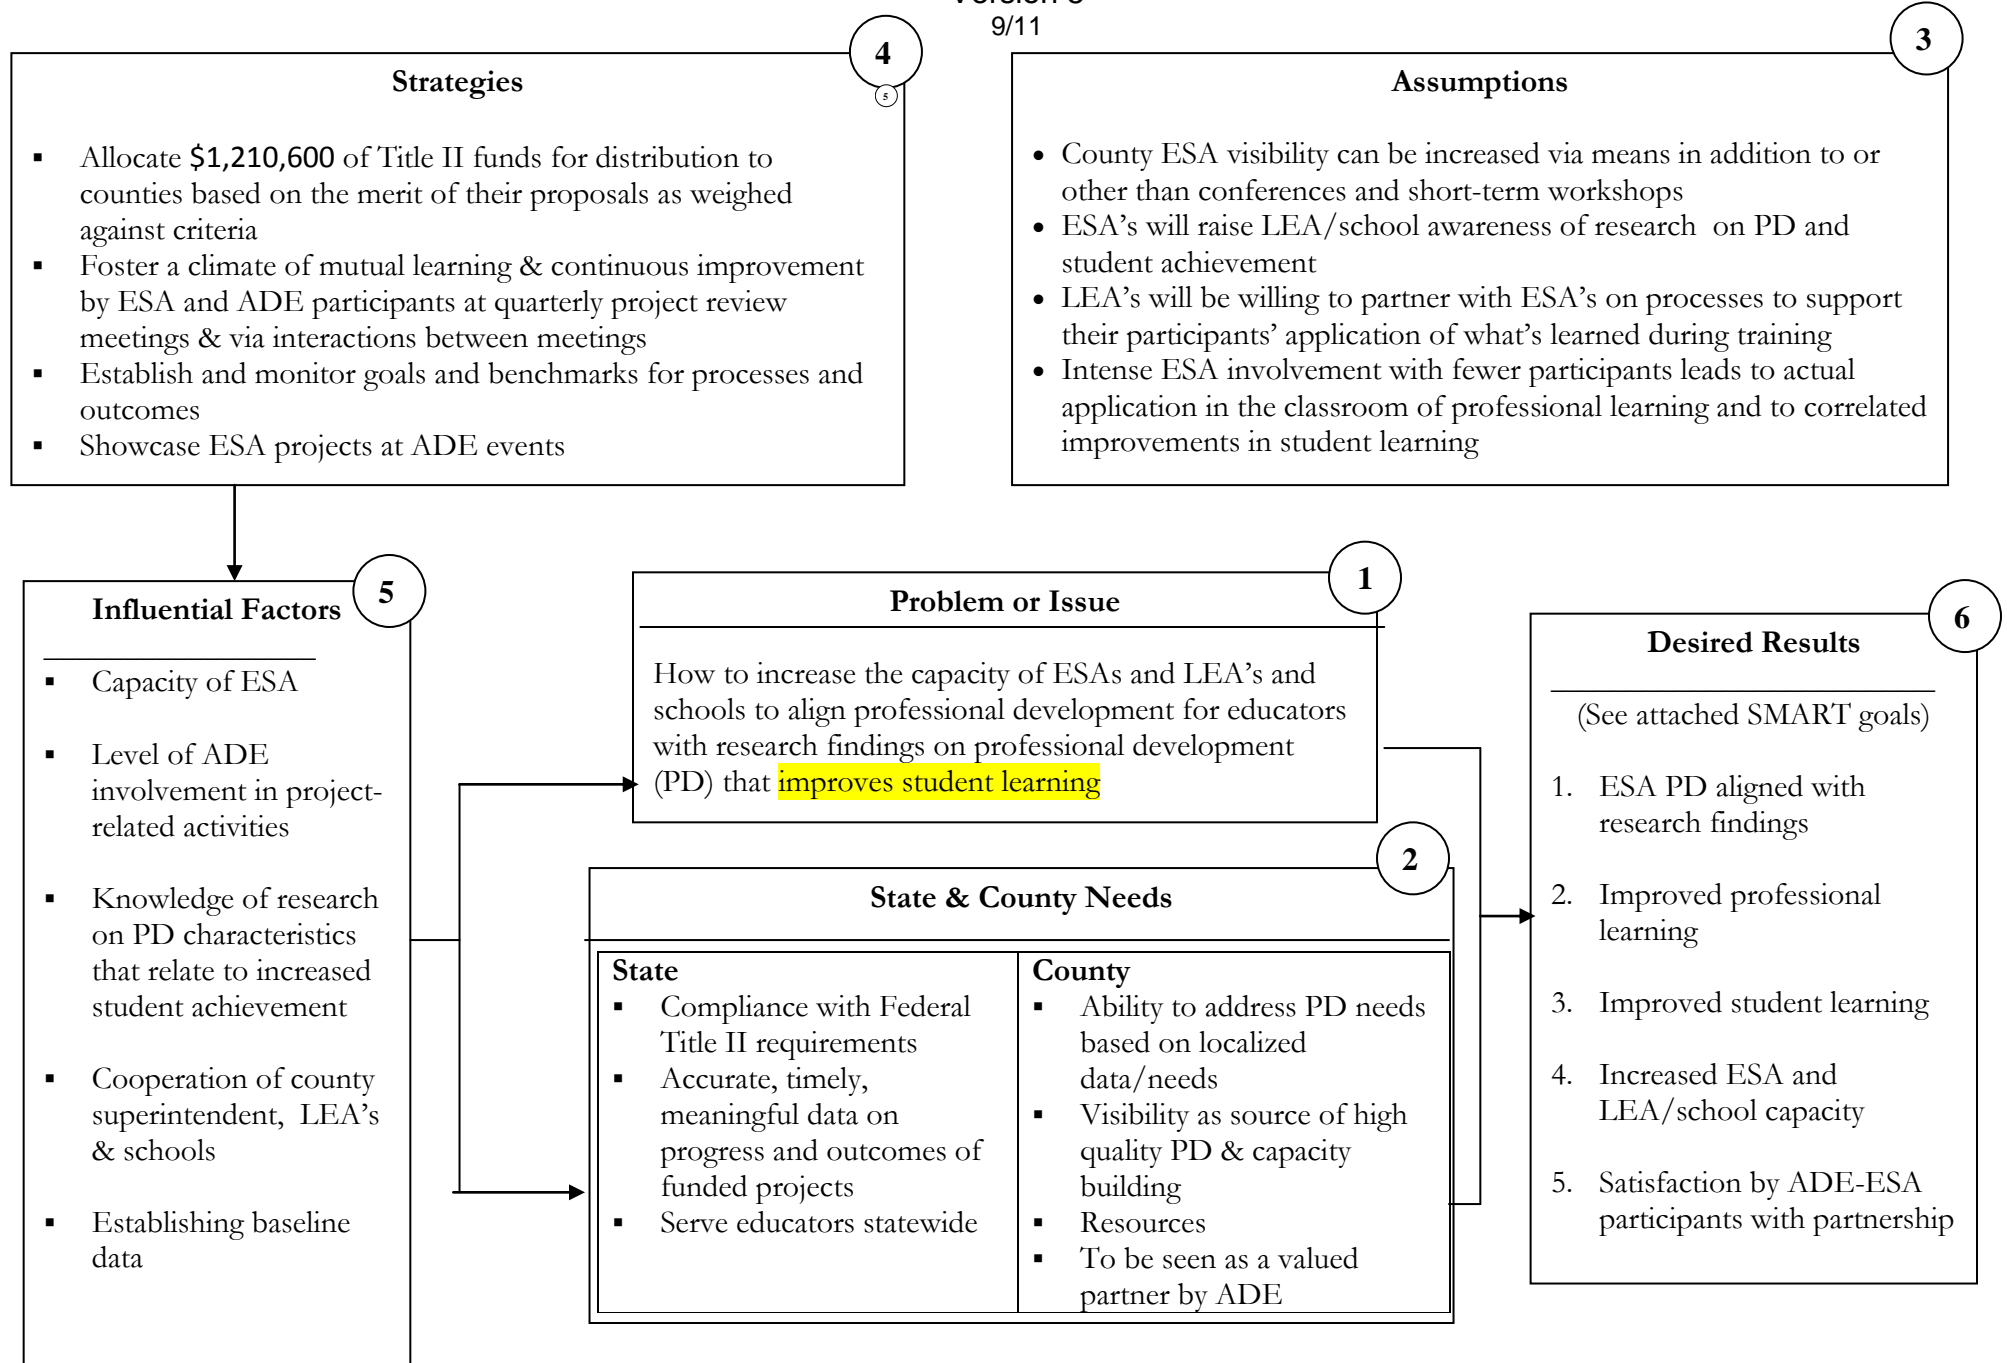 9/11
4
5
Strategies
▪ Allocate $1,210,600 of Title II funds for distribution to
counties based on the merit of their proposals as weighed
against criteria
▪ Foster a climate of mutual learning & continuous improvement
by ESA and ADE participants at quarterly project review
meetings & via interactions between meetings
▪ Establish and monitor goals and benchmarks for processes and
outcomes
▪ Showcase ESA projects at ADE events
3
Assumptions
• County ESA visibility can be increased via means in addition to or
other than conferences and short-term workshops
• ESA's will raise LEA/school awareness of research on PD and
student achievement
• LEA's will be willing to partner with ESA's on processes to support
their participants' application of what's learned during training
• Intense ESA involvement with fewer participants leads to actual
application in the classroom of professional learning and to correlated
improvements in student learning
5
Influential Factors
▪ Capacity of ESA
▪ Level of ADE
involvement in project-
related activities
▪ Knowledge of research
on PD characteristics
that relate to increased
student achievement
▪ Cooperation of county
superintendent, LEA's
& schools
▪ Establishing baseline
data
1
Problem or Issue
How to increase the capacity of ESAs and LEA's and
schools to align professional development for educators
with research findings on professional development
(PD) that improves student learning
2
State & County Needs
State
▪ Compliance with Federal
Title II requirements
▪ Accurate, timely,
meaningful data on
progress and outcomes of
funded projects
▪ Serve educators statewide
County
▪ Ability to address PD needs
based on localized
data/needs
▪ Visibility as source of high
quality PD & capacity
building
▪ Resources
▪ To be seen as a valued
partner by ADE
6
Desired Results
(See attached SMART goals)
1. ESA PD aligned with
research findings
2. Improved professional
learning
3. Improved student learning
4. Increased ESA and
LEA/school capacity
5. Satisfaction by ADE-ESA
participants with partnership